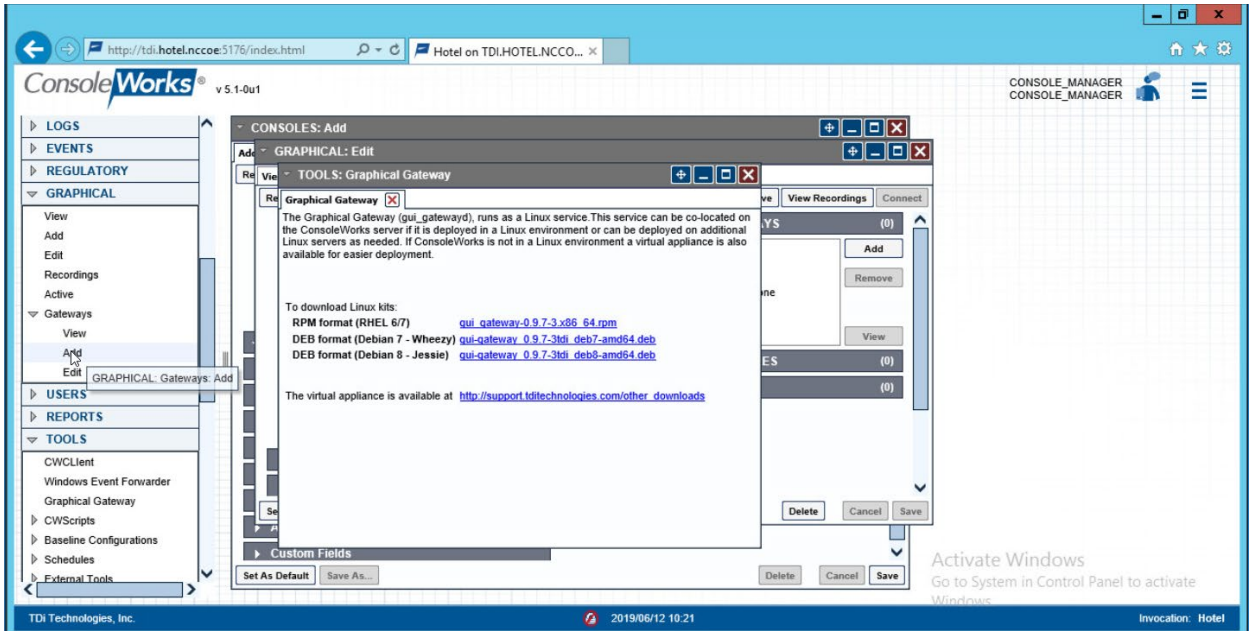 http://tdi.hotel.nccoe:5176/index.html
Hotel on TDI.HOTEL.NCCO...
ConsoleWorks® v 5.1-0u1
CONSOLE_MANAGER
CONSOLE_MANAGER
LOGS
EVENTS
REGULATORY
GRAPHICAL
View
Add
Edit
Recordings
Active
Gateways
View
Add
Edit
GRAPHICAL: Gateways: Add
USERS
REPORTS
TOOLS
CWCLIent
Windows Event Forwarder
Graphical Gateway
CWScripts
Baseline Configurations
Schedules
External Tools
CONSOLES: Add
GRAPHICAL: Edit
TOOLS: Graphical Gateway
Graphical Gateway
The Graphical Gateway (gui_gatewayd), runs as a Linux service.This service can be co-located on
the ConsoleWorks server if it is deployed in a Linux environment or can be deployed on additional
Linux servers as needed. If ConsoleWorks is not in a Linux environment a virtual appliance is also
available for easier deployment.
To download Linux kits:
RPM format (RHEL 6/7) gui_gateway-0.9.7-3.x86_64.rpm
DEB format (Debian 7 - Wheezy) gui-gateway_0.9.7-3tdi_deb7-amd64.deb
DEB format (Debian 8 - Jessie) gui-gateway_0.9.7-3tdi_deb8-amd64.deb
The virtual appliance is available at http://support.tditechnologies.com/other_downloads
View Recordings Connect
(0)
Add
Remove
View
(0)
(0)
Delete Cancel Save
Custom Fields
Set As Default Save As... Delete Cancel Save
Activate Windows
Go to System in Control Panel to activate
Windows.
TDi Technologies, Inc. 2019/06/12 10:21 Invocation: Hotel